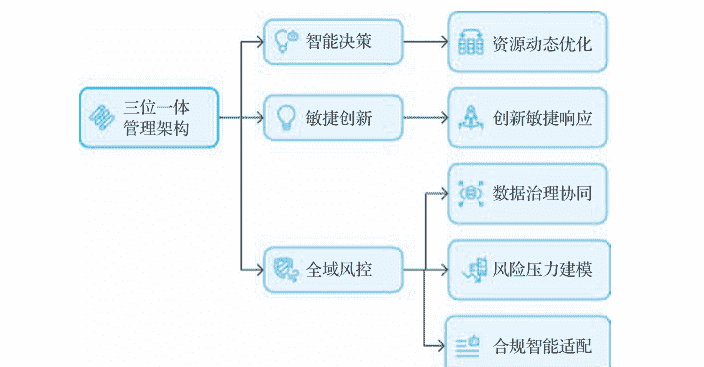 三位一体
管理架构
智能决策
资源动态优化
敏捷创新
创新敏捷响应
全域风控
数据治理协同
风险压力建模
合规智能适配